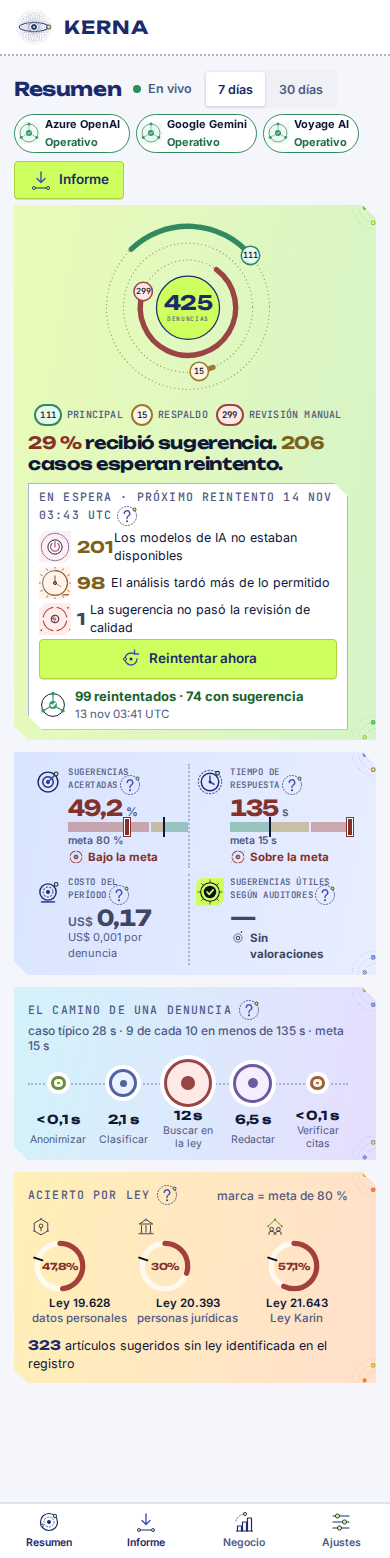 KERNA
Resumen
En vivo
7 días
30 días
Azure OpenAI
Operativo
Google Gemini
Operativo
Voyage AI
Operativo
Informe
111
299
425
DENUNCIAS
15
111 PRINCIPAL 15 RESPALDO 299 REVISIÓN MANUAL
29 % recibió sugerencia. 206
casos esperan reintento.
EN ESPERA · PRÓXIMO REINTENTO 14 NOV
03:43 UTC ?
201 Los modelos de IA no estaban
disponibles
98 El análisis tardó más de lo permitido
1 La sugerencia no pasó la revisión de
calidad
Reintentar ahora
99 reintentados · 74 con sugerencia
13 nov 03:41 UTC
SUGERENCIAS
ACERTADAS ?
49,2 %
meta 80 %
Bajo la meta
TIEMPO DE
RESPUESTA ?
135 s
meta 15 s
Sobre la meta
COSTO DEL
PERÍODO ?
US$ 0,17
US$ 0,001 por
denuncia
SUGERENCIAS ÚTILES
SEGÚN AUDITORES ?
—
Sin
valoraciones
EL CAMINO DE UNA DENUNCIA ?
caso típico 28 s · 9 de cada 10 en menos de 135 s · meta
15 s
<0,1 s
Anonimizar
2,1 s
Clasificar
12 s
Buscar en
la ley
6,5 s
Redactar
<0,1 s
Verificar
citas
ACIERTO POR LEY ?
marca = meta de 80 %
47,8%
Ley 19.628
datos personales
30%
Ley 20.393
personas jurídicas
57,1%
Ley 21.643
Ley Karin
323 artículos sugeridos sin ley identificada en el
registro
Resumen
Informe
Negocio
Ajustes